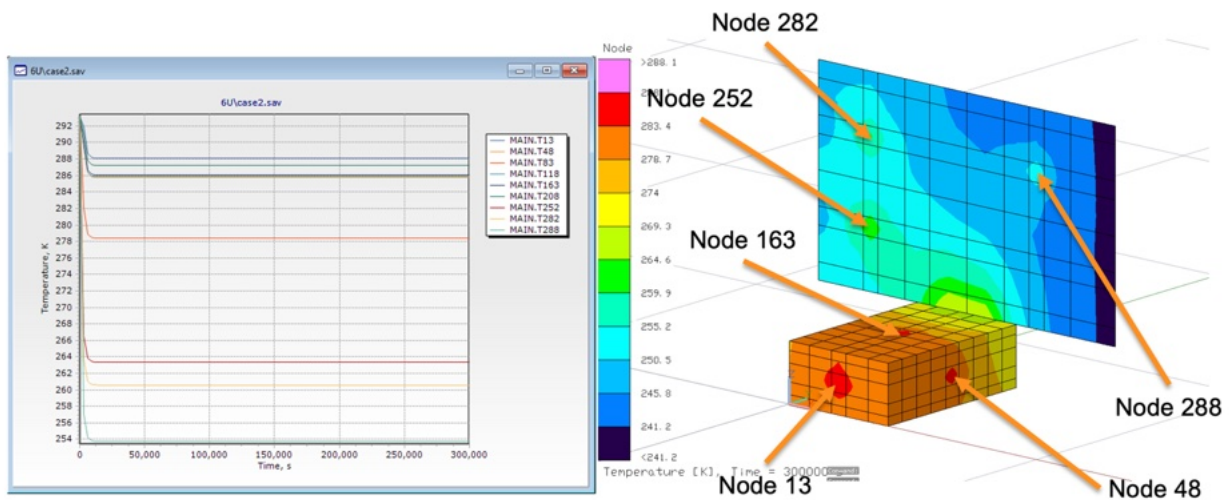 6U\case2.sav
6U\case2.sav
292
290
288
286
284
282
280
278
276
274
272
270
268
266
264
262
260
258
256
254
Temperature, K
0
50,000
100,000
150,000
200,000
250,000
300,000
Time, s
MAIN.T13
MAIN.T48
MAIN.T83
MAIN.T118
MAIN.T163
MAIN.T208
MAIN.T252
MAIN.T282
MAIN.T288
Node
>288.1
283.4
278.7
274
269.3
264.6
259.9
255.2
250.5
245.8
241.2
<241.2
Temperature [K], Time = 300000
Node 282
Node 252
Node 163
Node 288
Node 13
Node 48